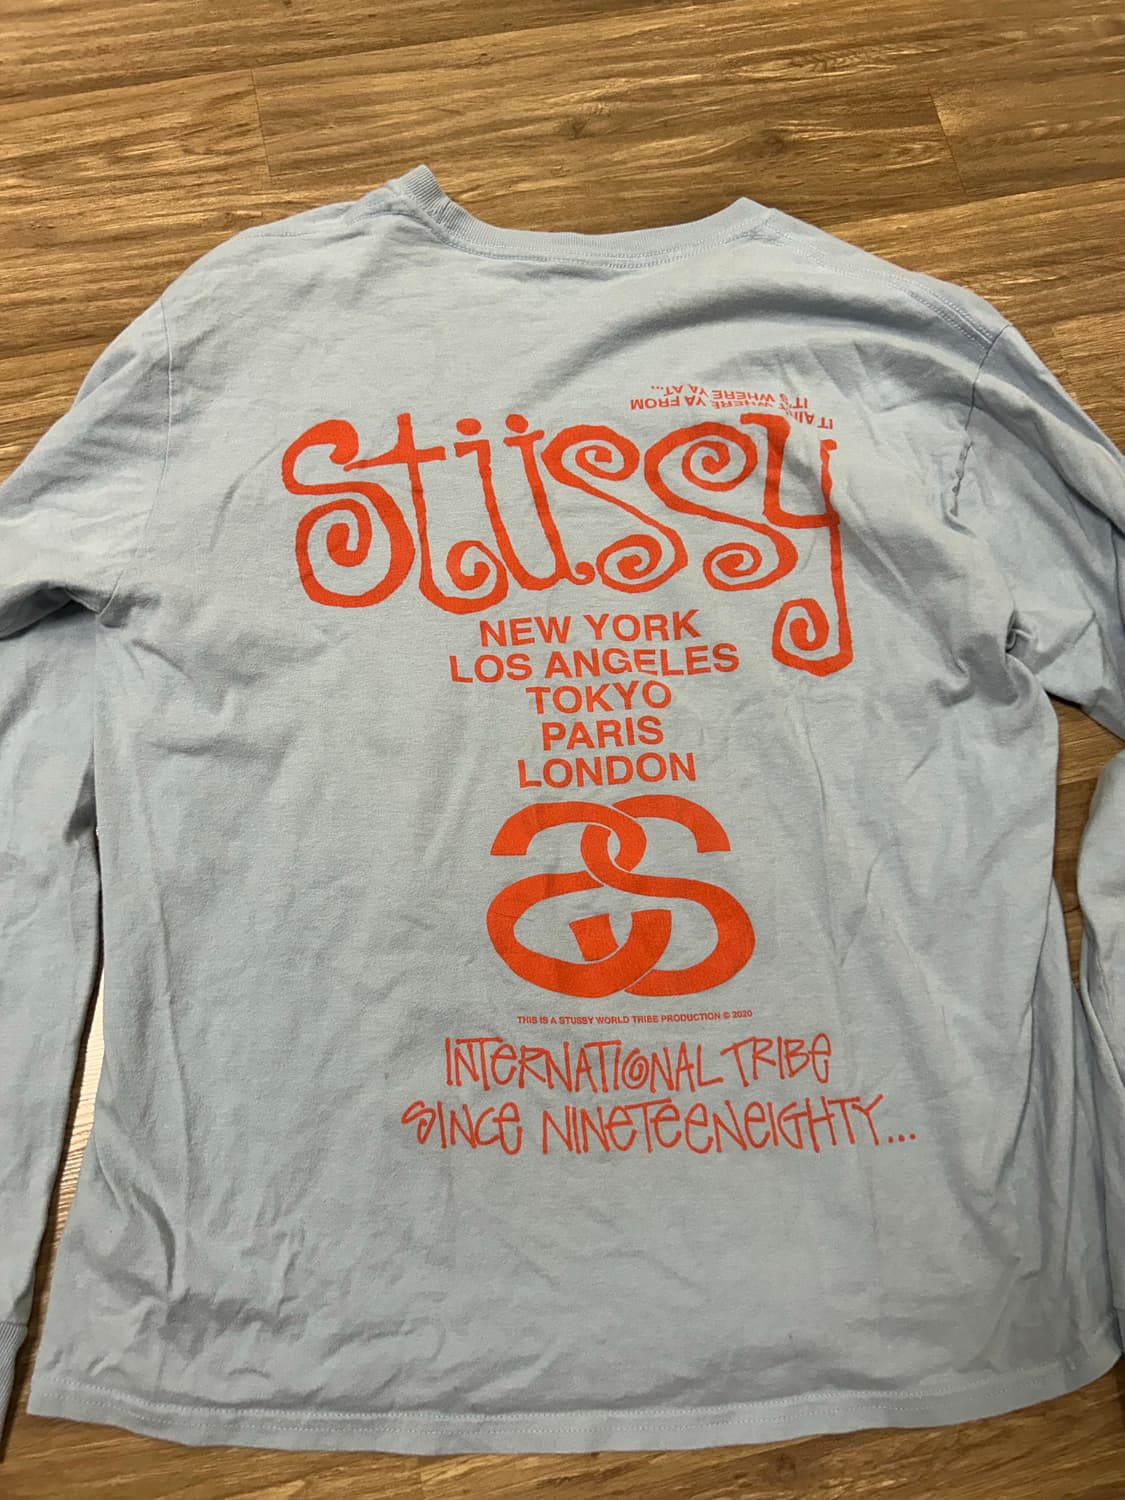 IT AIN'T WHERE YA FROM
IT'S WHERE YA AT...
Stüssy
NEW YORK
LOS ANGELES
TOKYO
PARIS
LONDON
THIS IS A STUSSY WORLD TRIBE PRODUCTION © 2020
INTERNATIONAL TRIBE
SINCE NINETEENEIGHTY...